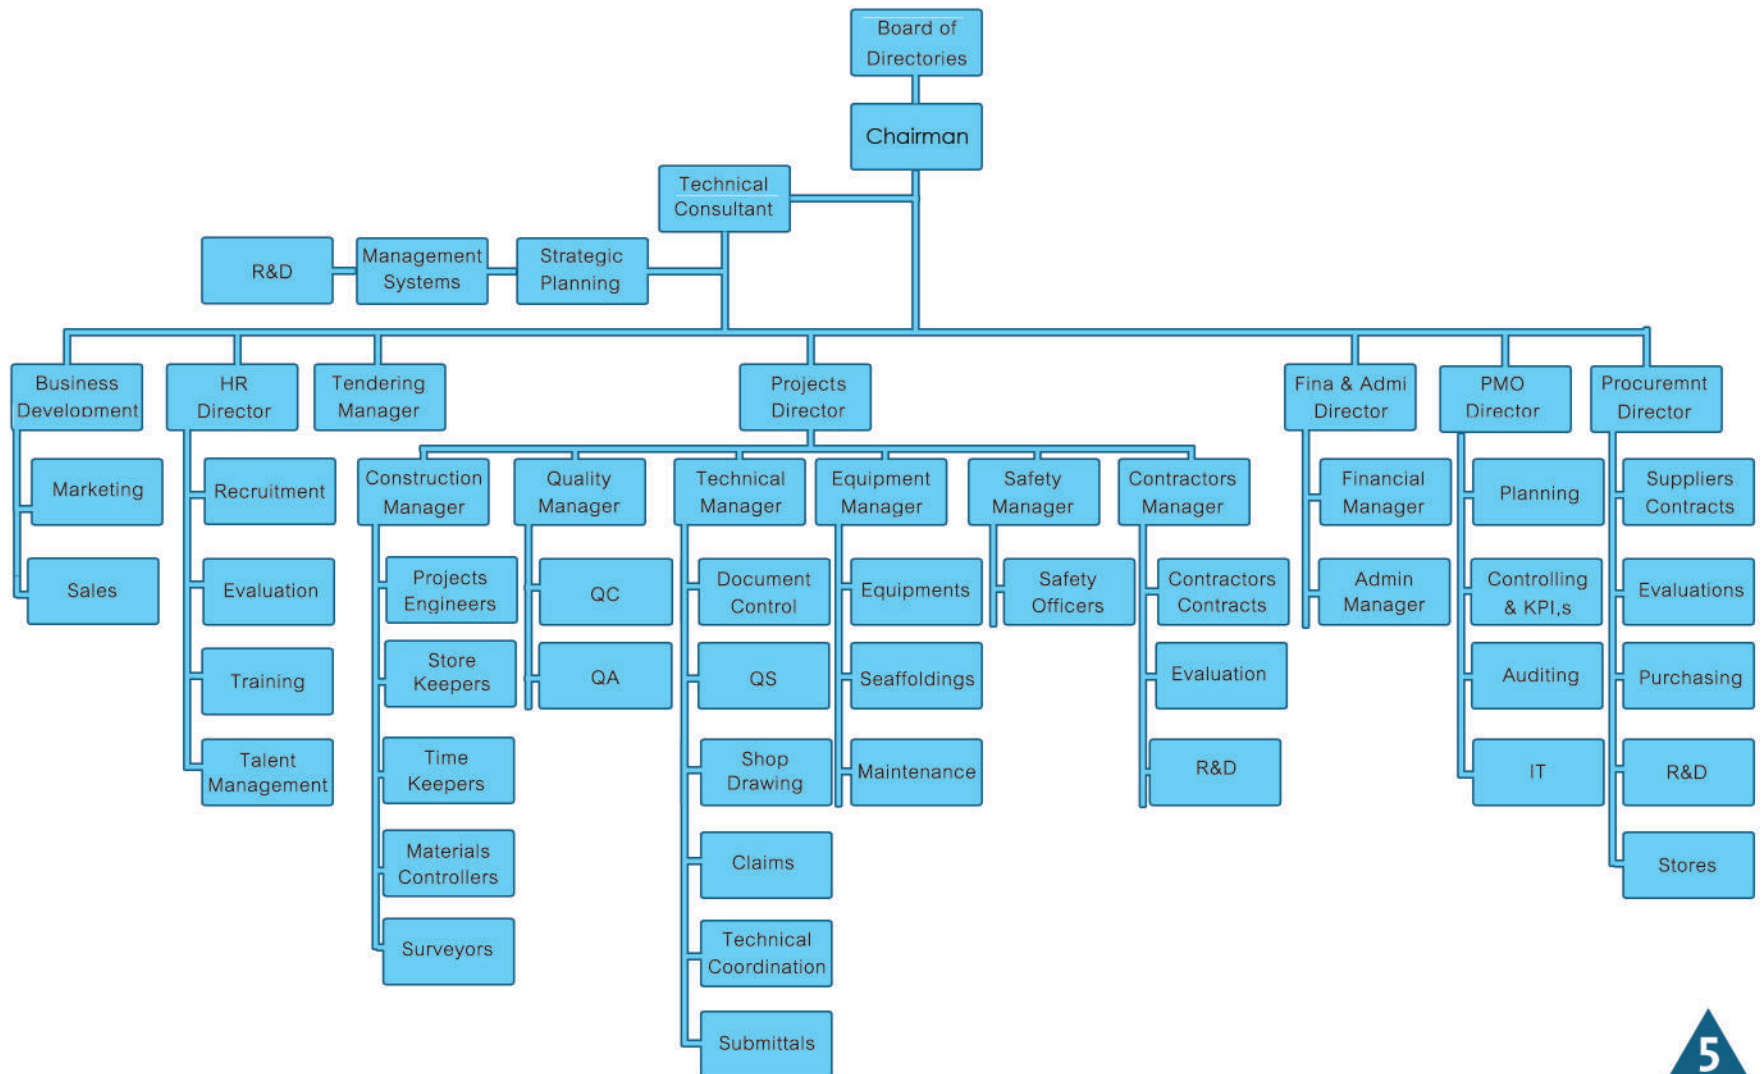 Board of
Directories
Chairman
Technical
Consultant
R&D
Management
Systems
Strategic
Planning
Business
Development
HR
Director
Tendering
Manager
Projects
Director
Fina & Admi
Director
PMO
Director
Procuremnt
Director
Marketing
Sales
Recruitment
Evaluation
Training
Talent
Management
Construction
Manager
Projects
Engineers
Store
Keepers
Time
Keepers
Materials
Controllers
Surveyors
Quality
Manager
QC
QA
Technical
Manager
Document
Control
QS
Shop
Drawing
Claims
Technical
Coordination
Submittals
Equipment
Manager
Equipments
Seaffoldings
Maintenance
Safety
Manager
Safety
Officers
Contractors
Manager
Contractors
Contracts
Evaluation
R&D
Financial
Manager
Admin
Manager
Planning
Controlling
& KPI,s
Auditing
IT
Suppliers
Contracts
Evaluations
Purchasing
R&D
Stores
5